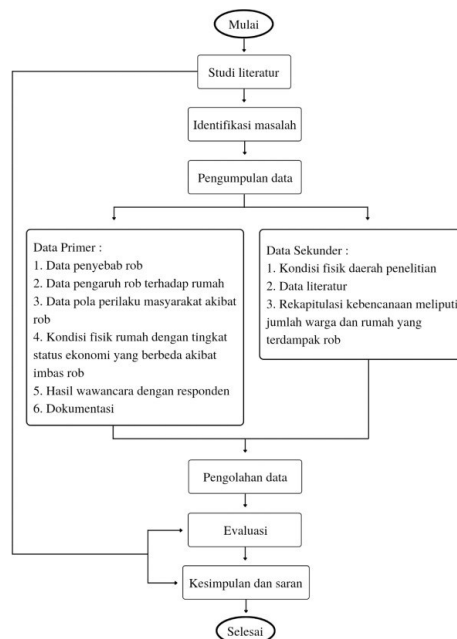 Mulai
Studi literatur
Identifikasi masalah
Pengumpulan data
Data Primer :
1. Data penyebab rob
2. Data pengaruh rob terhadap rumah
3. Data pola perilaku masyarakat akibat
rob
4. Kondisi fisik rumah dengan tingkat
status ekonomi yang berbeda akibat
imbas rob
5. Hasil wawancara dengan responden
6. Dokumentasi
Data Sekunder :
1. Kondisi fisik daerah penelitian
2. Data literatur
3. Rekapitulasi kebencanaan meliputi
jumlah warga dan rumah yang
terdampak rob
Pengolahan data
Evaluasi
Kesimpulan dan saran
Selesai